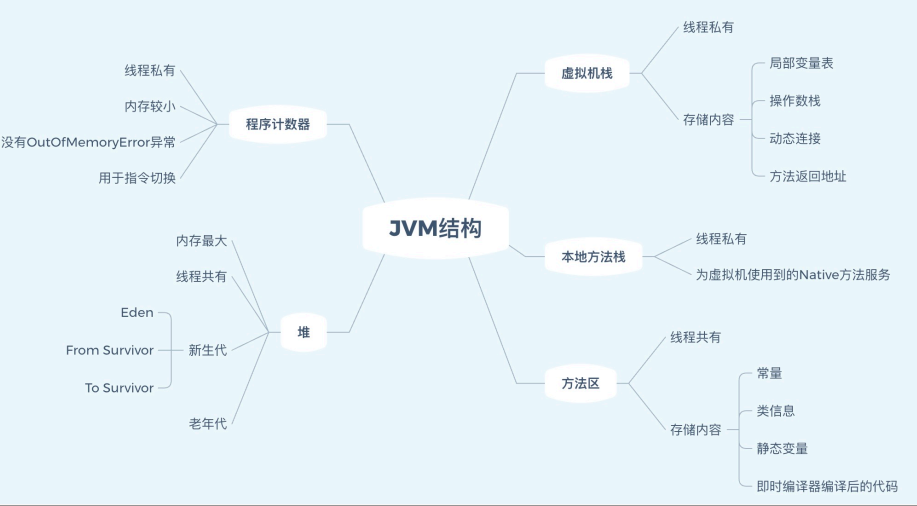 JVM结构
程序计数器
线程私有
内存较小
没有OutOfMemoryError异常
用于指令切换
堆
内存最大
线程共有
新生代
Eden
From Survivor
To Survivor
老年代
虚拟机栈
线程私有
存储内容
局部变量表
操作数栈
动态连接
方法返回地址
本地方法栈
线程私有
为虚拟机使用到的Native方法服务
方法区
线程共有
存储内容
常量
类信息
静态变量
即时编译器编译后的代码